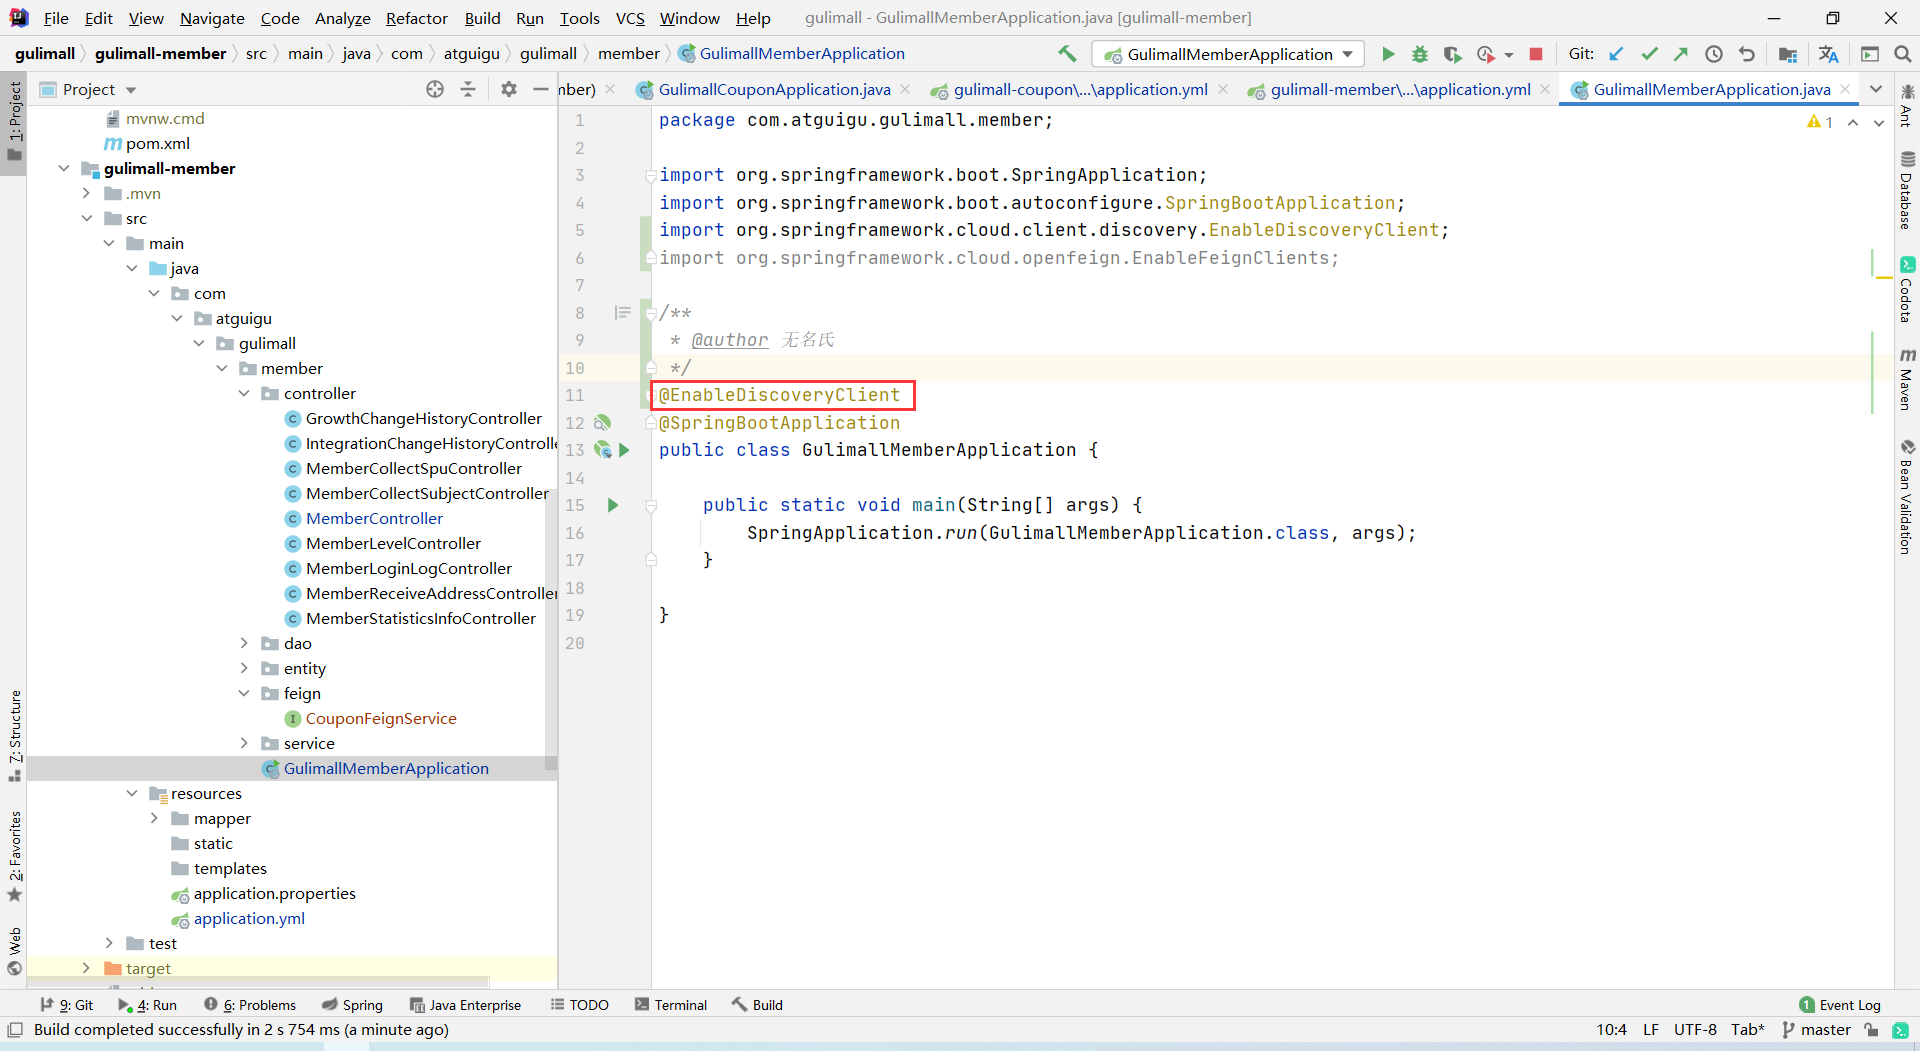 File Edit View Navigate Code Analyze Refactor Build Run Tools VCS Window Help gulimall - GulimallMemberApplication.java [gulimall-member]
gulimall gulimall-member src main java com atguigu gulimall member GulimallMemberApplication GulimallMemberApplication Git:
1: Project
Project
mber) GulimallCouponApplication.java gulimall-coupon\...\application.yml gulimall-member\...\application.yml GulimallMemberApplication.java
mvnw.cmd
pom.xml
gulimall-member
.mvn
src
main
java
com
atguigu
gulimall
member
controller
GrowthChangeHistoryController
IntegrationChangeHistoryControlle
MemberCollectSpuController
MemberCollectSubjectController
MemberController
MemberLevelController
MemberLoginLogController
MemberReceiveAddressController
MemberStatisticsInfoController
dao
entity
feign
CouponFeignService
service
GulimallMemberApplication
resources
mapper
static
templates
application.properties
application.yml
test
target
7: Structure
2: Favorites
Web
1 package com.atguigu.gulimall.member;
2
3 import org.springframework.boot.SpringApplication;
4 import org.springframework.boot.autoconfigure.SpringBootApplication;
5 import org.springframework.cloud.client.discovery.EnableDiscoveryClient;
6 import org.springframework.cloud.openfeign.EnableFeignClients;
7
8 /**
9 * @author 无名氏
10 */
11 @EnableDiscoveryClient
12 @SpringBootApplication
13 public class GulimallMemberApplication {
14
15 public static void main(String[] args) {
16 SpringApplication.run(GulimallMemberApplication.class, args);
17 }
18
19 }
20
1
Ant
Database
Codota
Maven
Bean Validation
9: Git 4: Run 6: Problems Spring Java Enterprise TODO Terminal Build 1 Event Log
Build completed successfully in 2 s 754 ms (a minute ago) 10:4 LF UTF-8 Tab* master